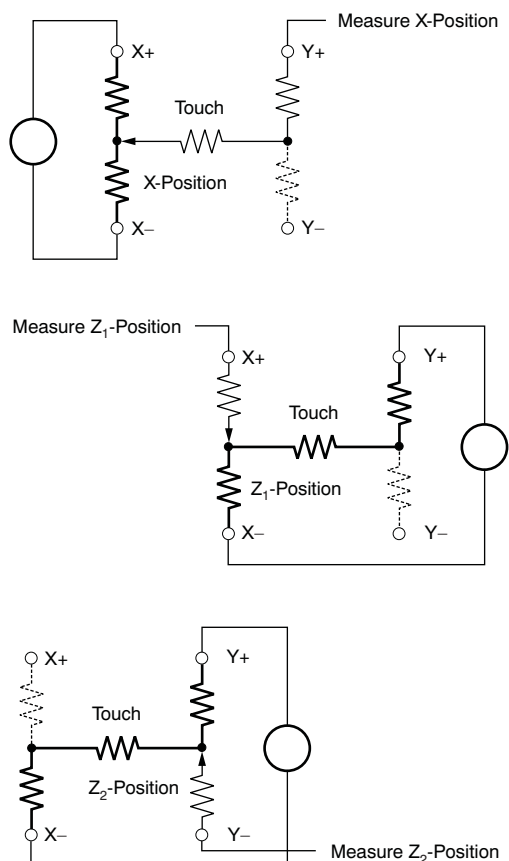 Measure X-Position
X+ Y+
Touch
X-Position
X– Y–
Measure Z₁-Position
X+ Y+
Touch
Z₁-Position
X– Y–
X+ Y+
Touch
Z₂-Position
X– Y–
Measure Z₂-Position